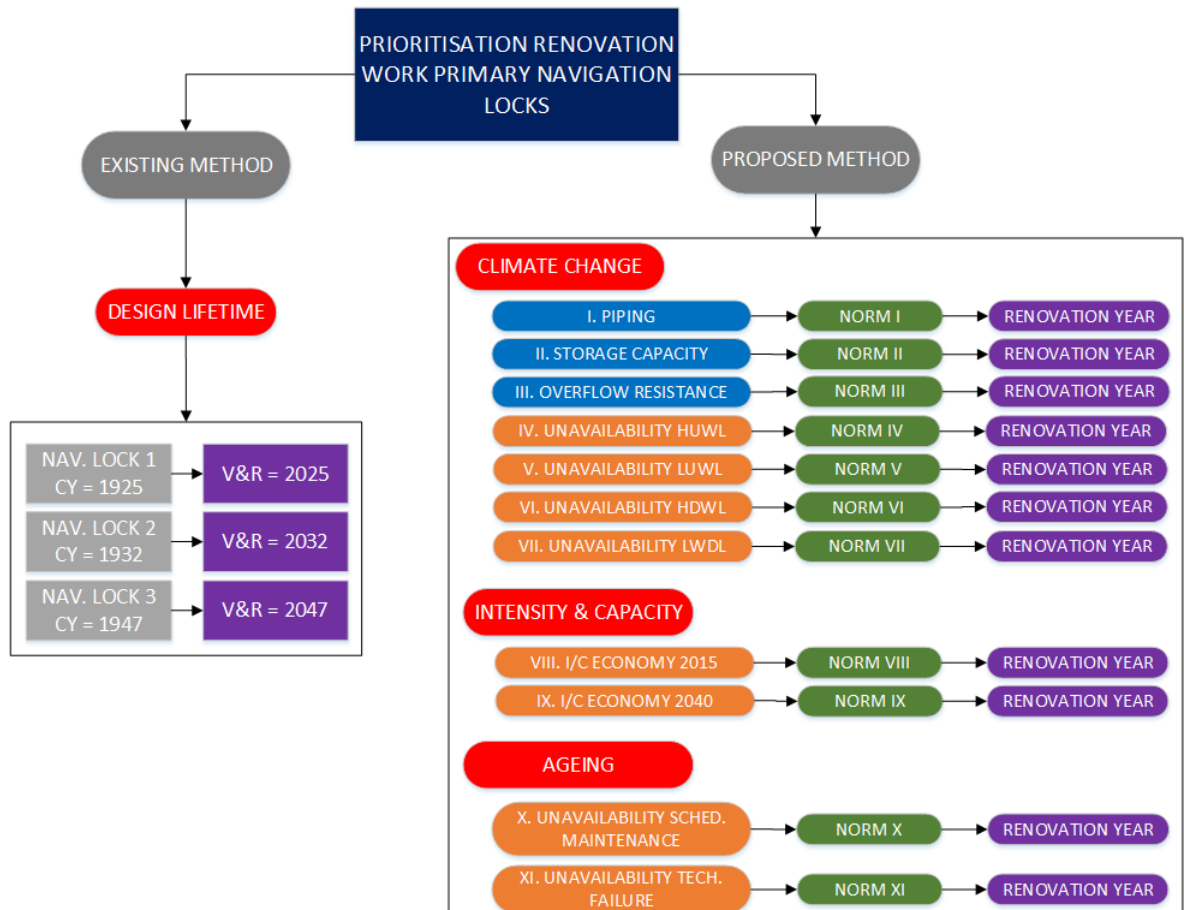 PRIORITISATION RENOVATION
WORK PRIMARY NAVIGATION
LOCKS
EXISTING METHOD
DESIGN LIFETIME
NAV. LOCK 1
CY = 1925
V&R = 2025
NAV. LOCK 2
CY = 1932
V&R = 2032
NAV. LOCK 3
CY = 1947
V&R = 2047
PROPOSED METHOD
CLIMATE CHANGE
I. PIPING
NORM I
RENOVATION YEAR
II. STORAGE CAPACITY
NORM II
RENOVATION YEAR
III. OVERFLOW RESISTANCE
NORM III
RENOVATION YEAR
IV. UNAVAILABILITY HUWL
NORM IV
RENOVATION YEAR
V. UNAVAILABILITY LUWL
NORM V
RENOVATION YEAR
VI. UNAVAILABILITY HDWL
NORM VI
RENOVATION YEAR
VII. UNAVAILABILITY LWDL
NORM VII
RENOVATION YEAR
INTENSITY & CAPACITY
VIII. I/C ECONOMY 2015
NORM VIII
RENOVATION YEAR
IX. I/C ECONOMY 2040
NORM IX
RENOVATION YEAR
AGEING
X. UNAVAILABILITY SCHED.
MAINTENANCE
NORM X
RENOVATION YEAR
XI. UNAVAILABILITY TECH.
FAILURE
NORM XI
RENOVATION YEAR